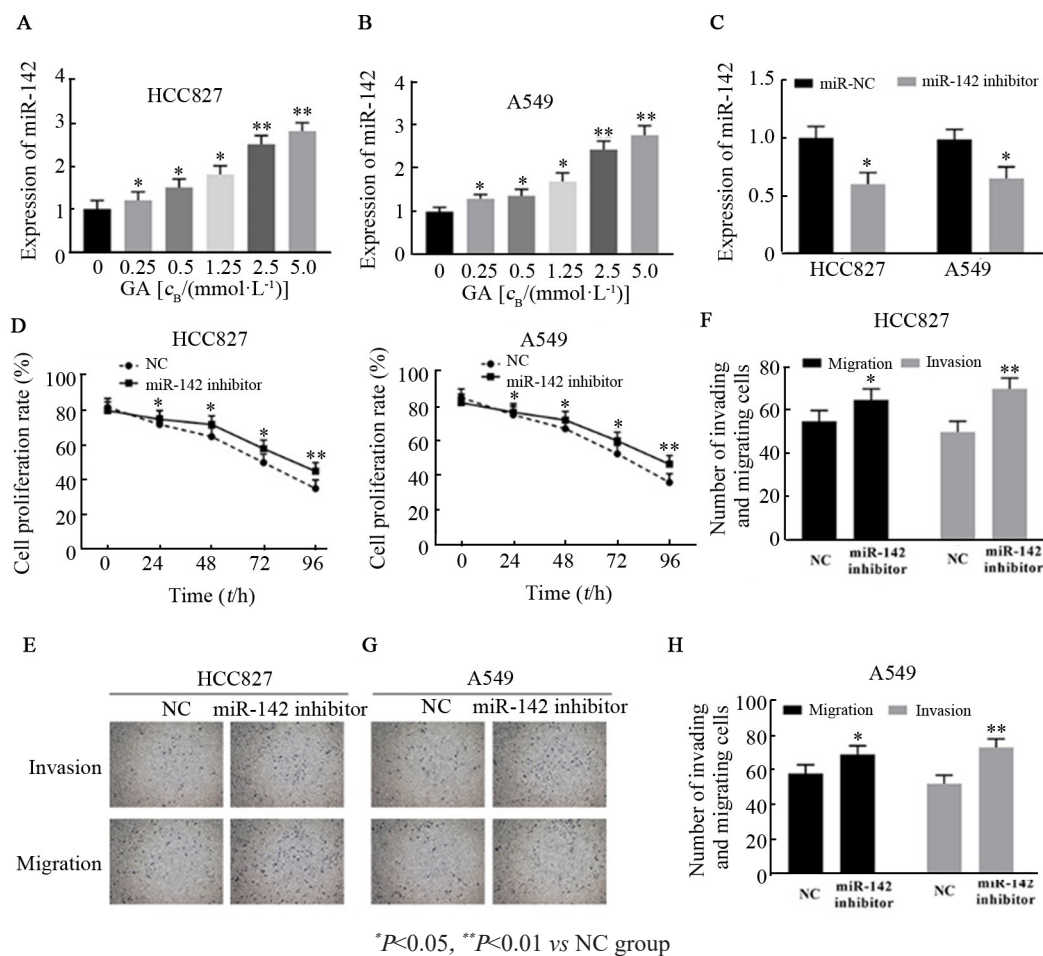 A
Expression of miR-142
4
3
2
1
0
HCC827
*
*
*
**
**
0 0.25 0.5 1.25 2.5 5.0
GA [cB/(mmol·L-1)]
B
Expression of miR-142
4
3
2
1
0
A549
*
*
*
**
**
0 0.25 0.5 1.25 2.5 5.0
GA [cB/(mmol·L-1)]
C
Expression of miR-142
1.5
1.0
0.5
0
miR-NC miR-142 inhibitor
*
*
HCC827 A549
D
HCC827
Cell proliferation rate (%)
100
80
60
40
20
0
NC
miR-142 inhibitor
* * * **
0 24 48 72 96
Time (t/h)
A549
Cell proliferation rate (%)
100
80
60
40
20
0
NC
miR-142 inhibitor
* * * **
0 24 48 72 96
Time (t/h)
F
HCC827
Number of invading
and migrating cells
80
60
40
20
0
Migration Invasion
* **
NC miR-142 NC miR-142
inhibitor inhibitor
E
HCC827
NC miR-142 inhibitor
Invasion
Migration
G
A549
NC miR-142 inhibitor
H
A549
Number of invading
and migrating cells
100
80
60
40
20
0
Migration Invasion
* **
NC miR-142 NC miR-142
inhibitor inhibitor
*P<0.05, **P<0.01 vs NC group